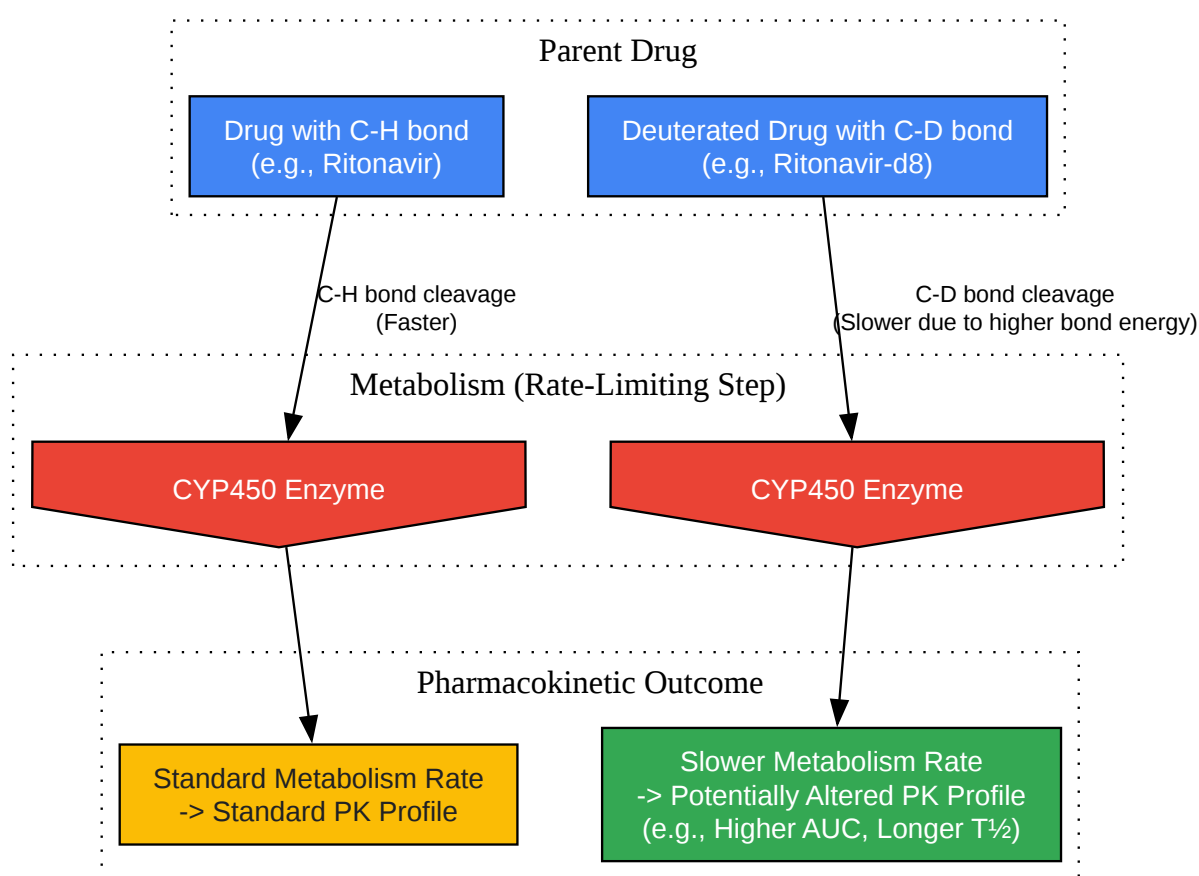 Parent Drug
Drug with C-H bond
(e.g., Ritonavir)
Deuterated Drug with C-D bond
(e.g., Ritonavir-d8)
C-H bond cleavage
(Faster)
C-D bond cleavage
(Slower due to higher bond energy)
Metabolism (Rate-Limiting Step)
CYP450 Enzyme
CYP450 Enzyme
Pharmacokinetic Outcome
Standard Metabolism Rate
-> Standard PK Profile
Slower Metabolism Rate
-> Potentially Altered PK Profile
(e.g., Higher AUC, Longer T½)